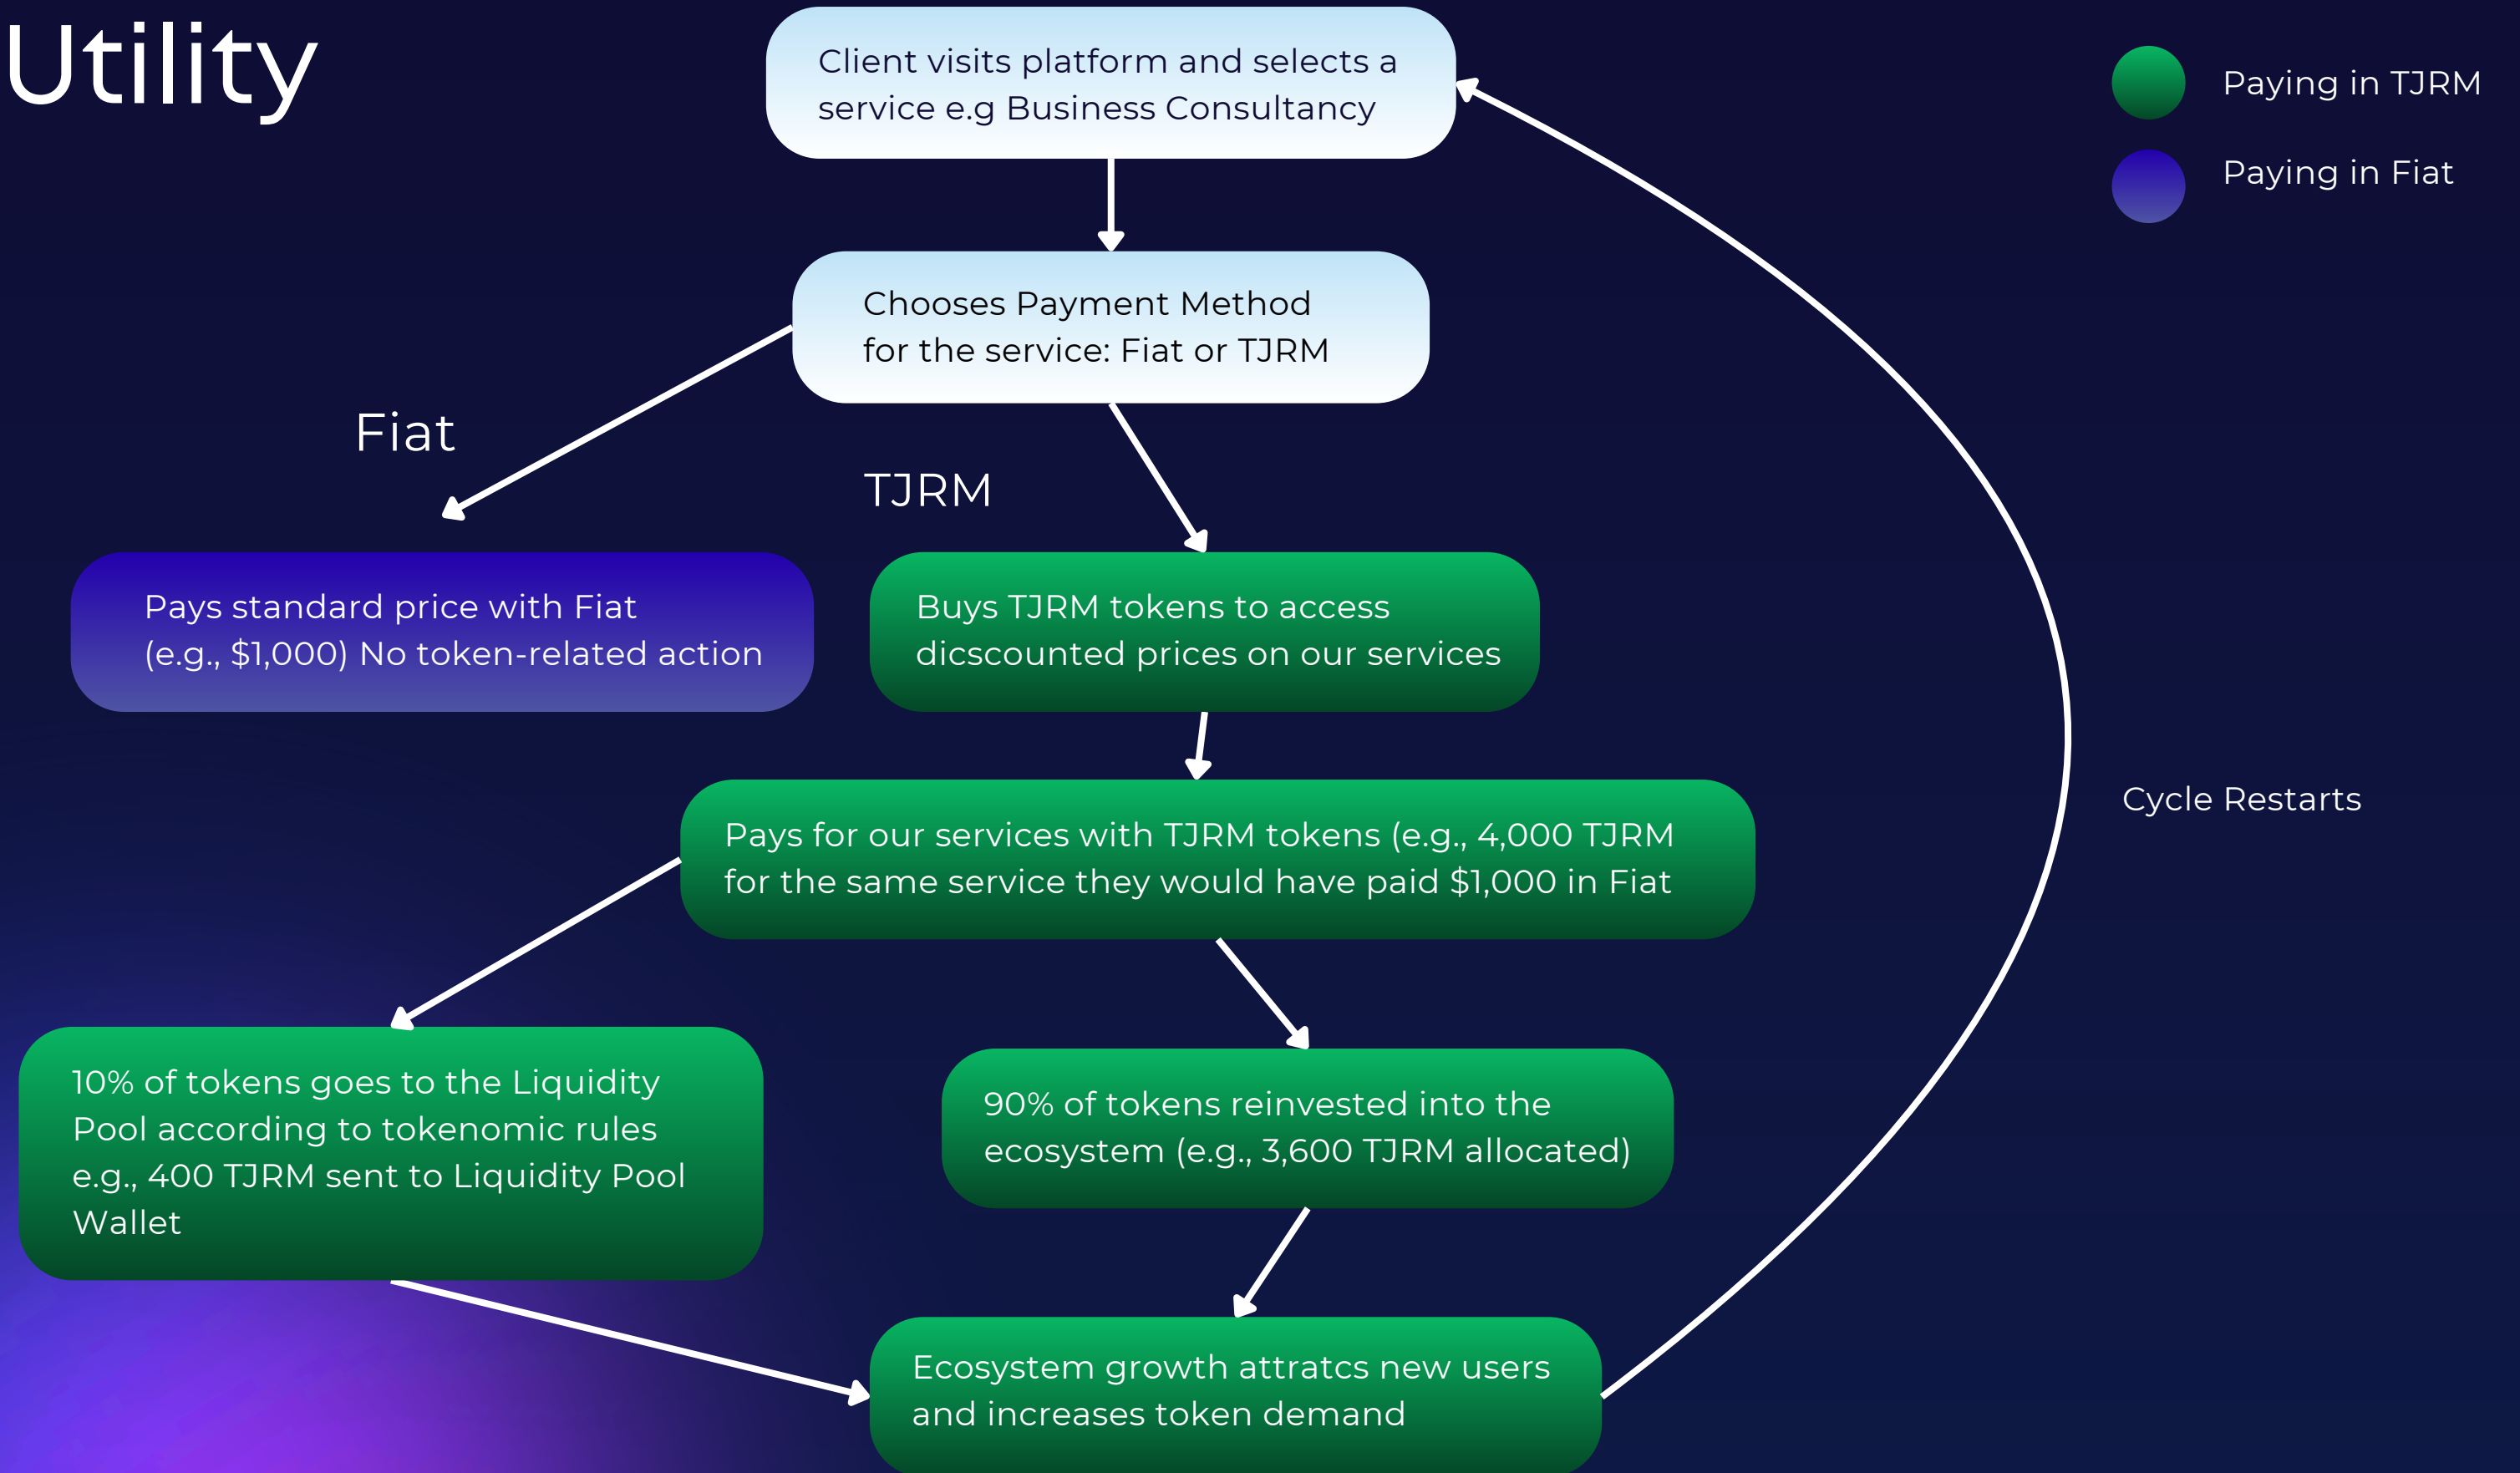 Utility
Client visits platform and selects a
service e.g Business Consultancy
Paying in TJRM
Paying in Fiat
Chooses Payment Method
for the service: Fiat or TJRM
Fiat
TJRM
Pays standard price with Fiat
(e.g., $1,000) No token-related action
Buys TJRM tokens to access
dicscounted prices on our services
Pays for our services with TJRM tokens (e.g., 4,000 TJRM
for the same service they would have paid $1,000 in Fiat
Cycle Restarts
10% of tokens goes to the Liquidity
Pool according to tokenomic rules
e.g., 400 TJRM sent to Liquidity Pool
Wallet
90% of tokens reinvested into the
ecosystem (e.g., 3,600 TJRM allocated)
Ecosystem growth attratcs new users
and increases token demand